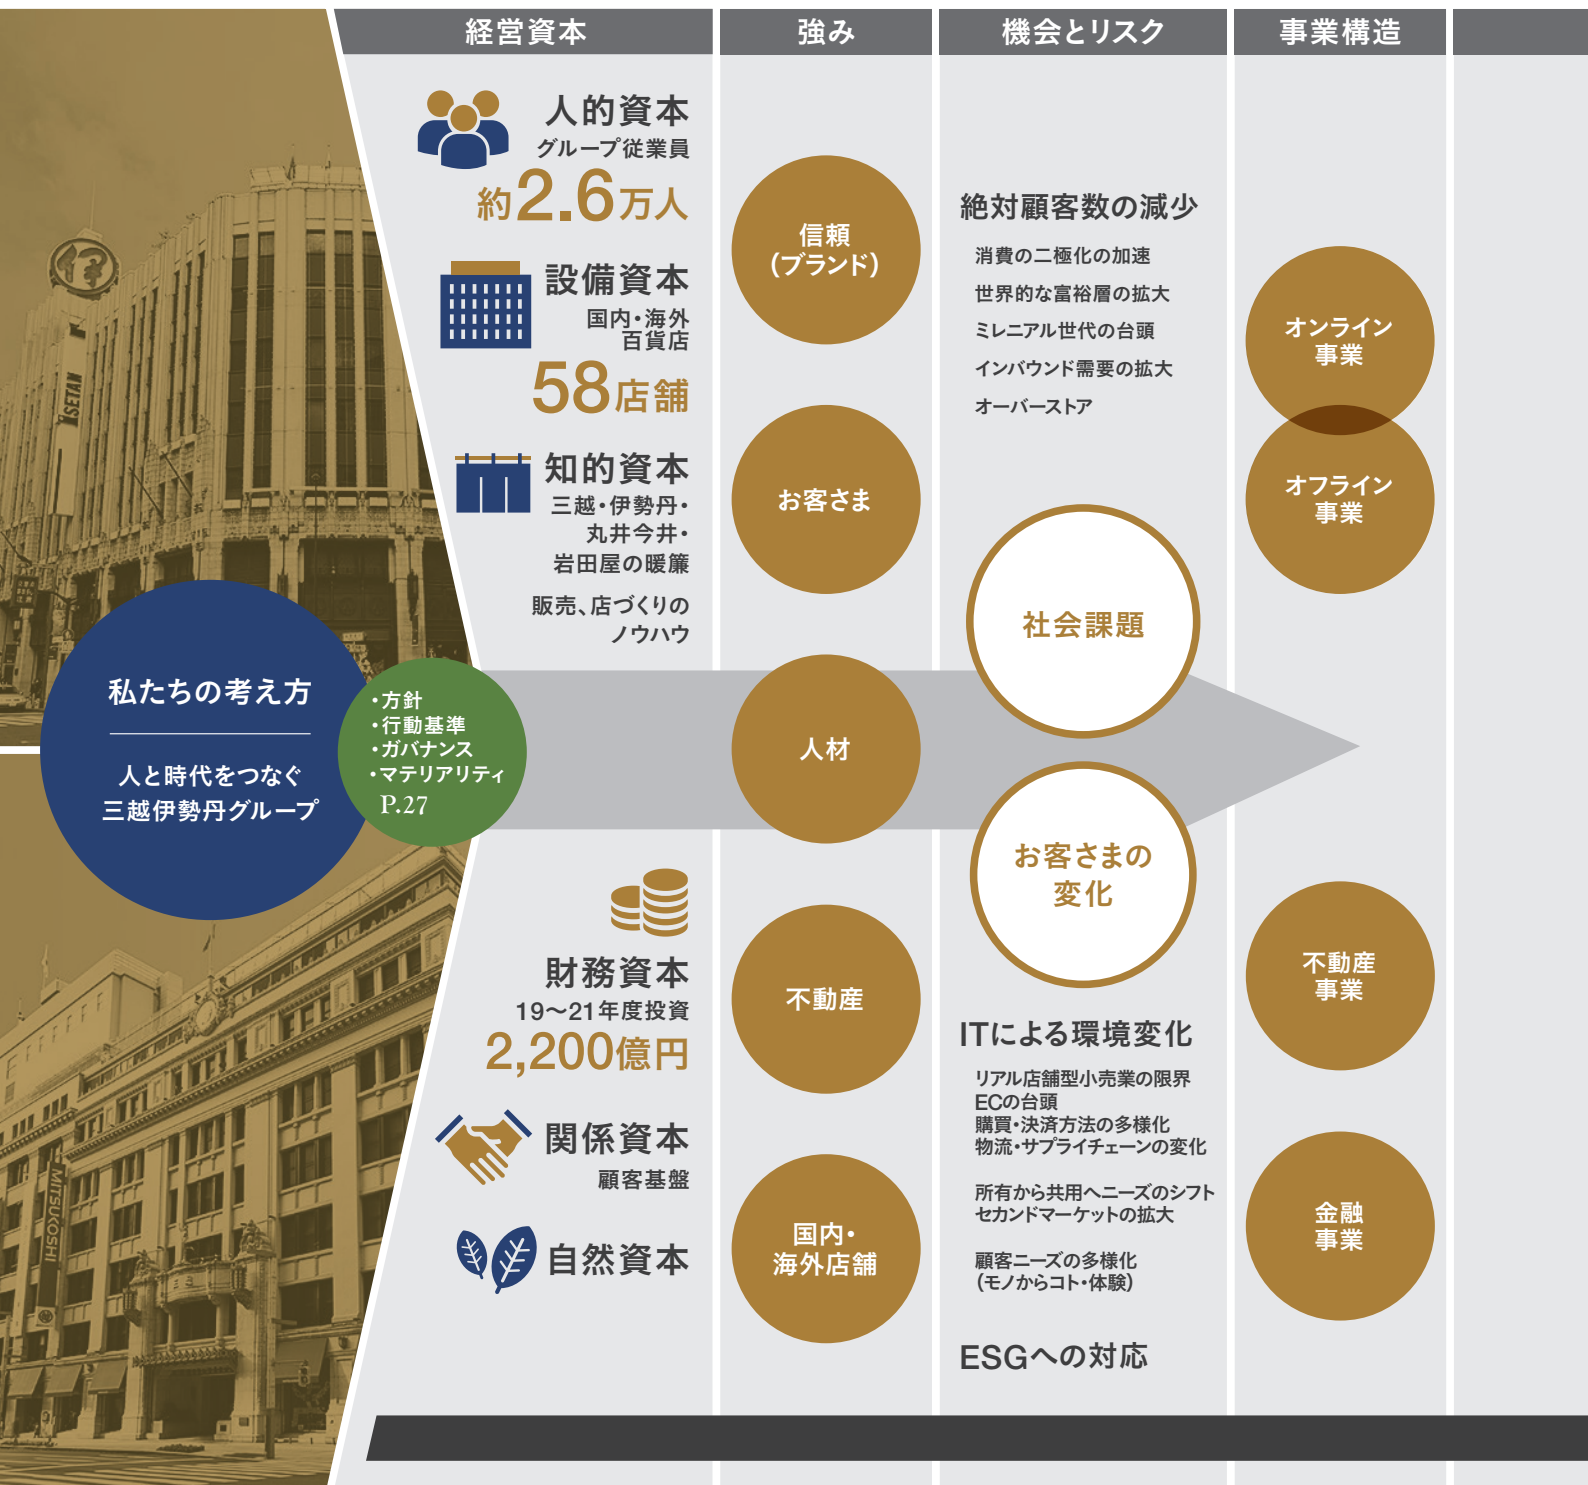 経営資本
強み
機会とリスク
事業構造
人的資本
グループ従業員
約2.6万人
設備資本
国内・海外
百貨店
58店舗
知的資本
三越・伊勢丹・
丸井今井・
岩田屋の暖簾
販売、店づくりの
ノウハウ
私たちの考え方
人と時代をつなぐ
三越伊勢丹グループ
・方針
・行動基準
・ガバナンス
・マテリアリティ
P.27
財務資本
19〜21年度投資
2,200億円
関係資本
顧客基盤
自然資本
信頼
(ブランド)
お客さま
人材
不動産
国内・
海外店舗
絶対顧客数の減少
消費の二極化の加速
世界的な富裕層の拡大
ミレニアル世代の台頭
インバウンド需要の拡大
オーバーストア
社会課題
お客さまの
変化
ITによる環境変化
リアル店舗型小売業の限界
ECの台頭
購買・決済方法の多様化
物流・サプライチェーンの変化
所有から共用へニーズのシフト
セカンドマーケットの拡大
顧客ニーズの多様化
(モノからコト・体験)
ESGへの対応
オンライン
事業
オフライン
事業
不動産
事業
金融
事業
伊
ISETAN
MITSUKOSHI